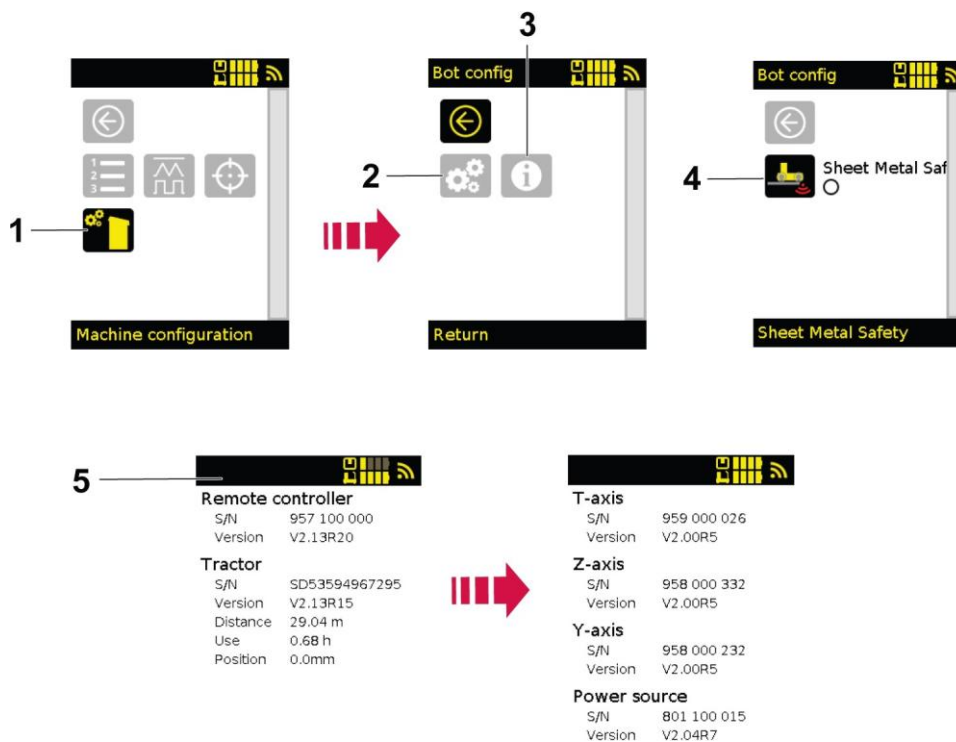 3
Bot config
Bot config
2
4
Sheet Metal Saf
1
2
3
1
Machine configuration
Return
Sheet Metal Safety
5
Remote controller
S/N 957 100 000
Version V2.13R20
Tractor
S/N SD53594967295
Version V2.13R15
Distance 29.04 m
Use 0.68 h
Position 0.0mm
T-axis
S/N 959 000 026
Version V2.00R5
Z-axis
S/N 958 000 332
Version V2.00R5
Y-axis
S/N 958 000 232
Version V2.00R5
Power source
S/N 801 100 015
Version V2.04R7